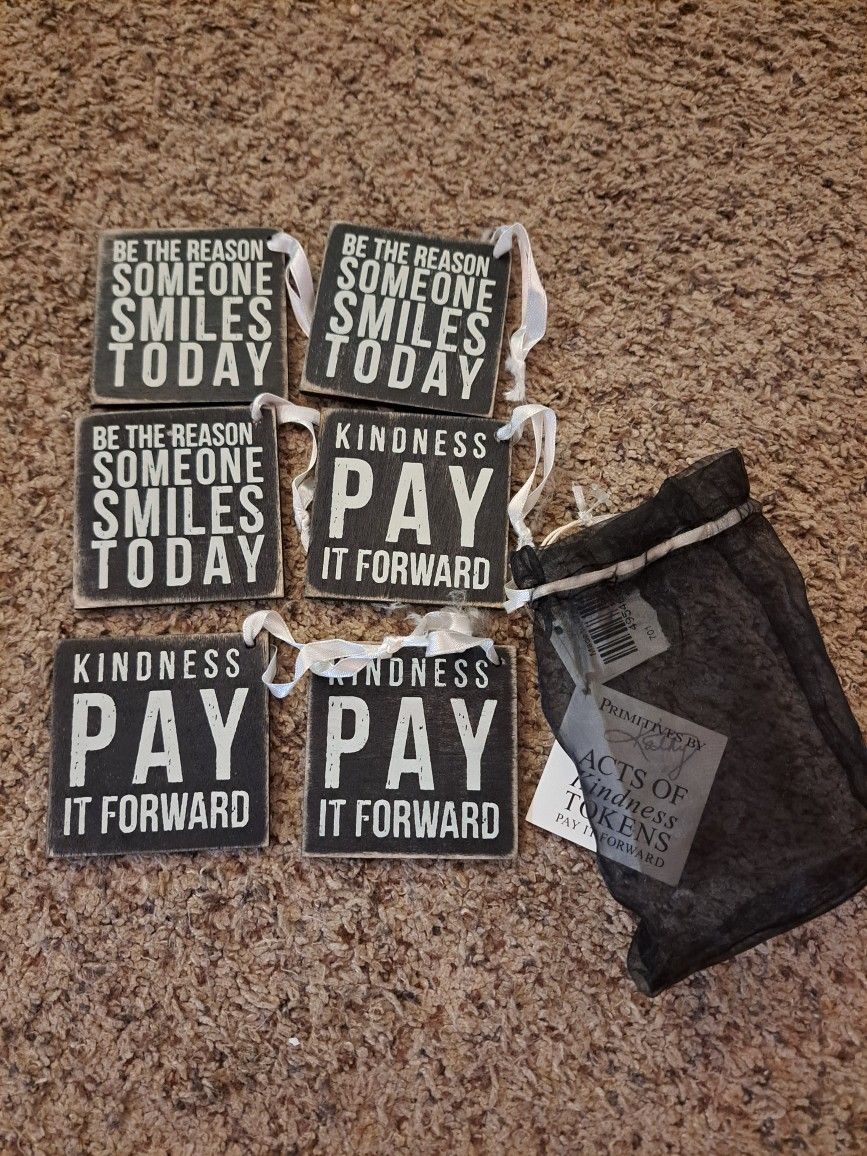 BE THE REASON
SOMEONE
SMILES
TODAY
BE THE REASON
SOMEONE
SMILES
TODAY
BE THE REASON
SOMEONE
SMILES
TODAY
KINDNESS
PAY
IT FORWARD
KINDNESS
PAY
IT FORWARD
KINDNESS
PAY
IT FORWARD
701
PRIMITIVES BY
Kathy
ACTS OF
Kindness
TOKENS
PAY IT FORWARD